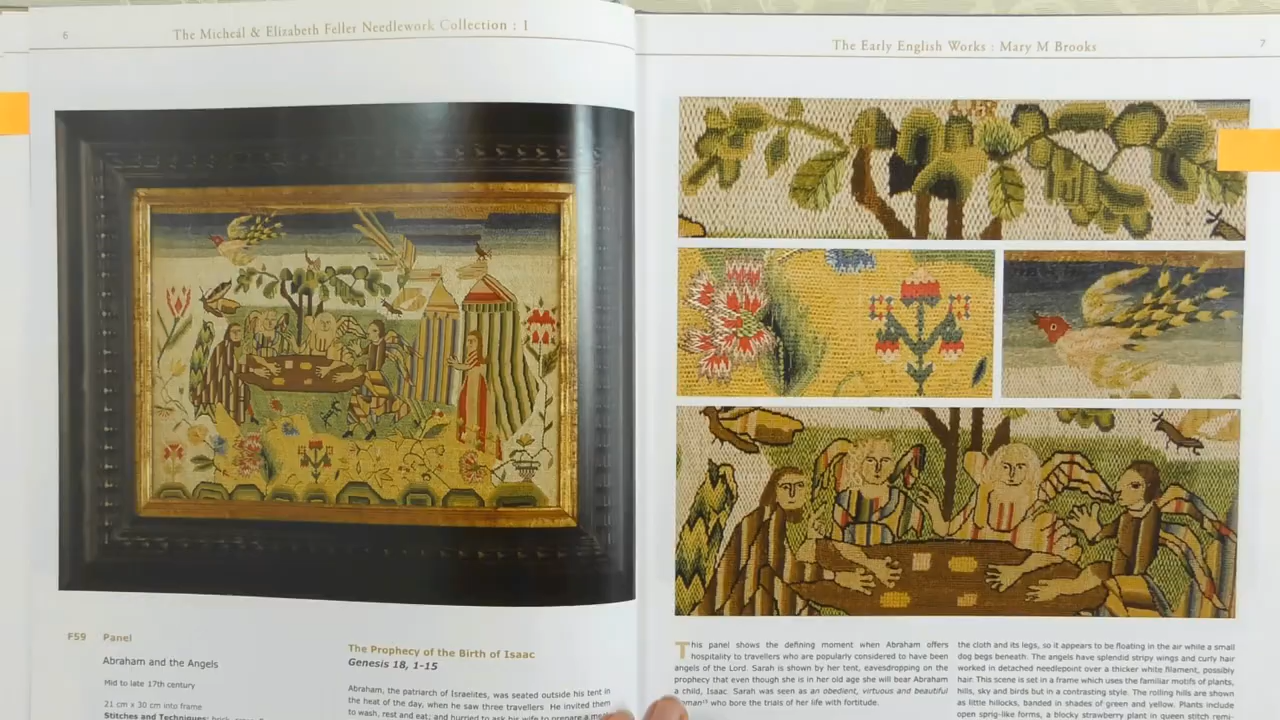 6
The Micheál & Elizabeth Feller Needlework Collection : 1
F59 Panel
Abraham and the Angels
Mid to late 17th century
21 cm x 30 cm into frame
Stitches and Techniques:
The Prophecy of the Birth of Isaac
Genesis 18, 1-15
Abraham, the patriarch of Israelites, was seated outside his tent in
the heat of the day, when he saw three travellers. He invited them
to wash, rest and eat; and hurried to ask his wife to prepare a
The Early English Works : Mary M Brooks
7
This panel shows the defining moment when Abraham offers
hospitality to travellers who are popularly considered to have been
angels of the Lord. Sarah is shown by her tent, eavesdropping on the
prophecy that even though she is in her old age she will bear Abraham
a child, Isaac. Sarah was seen as an obedient, virtuous and beautiful
who bore the trials of her life with fortitude.
the cloth and its legs, so it appears to be floating in the air while a small
dog begs beneath. The angels have splendid stripy wings and curly hair
worked in detached needlepoint over a thicker white filament, possibly
hair. This scene is set in a frame which uses the familiar motifs of plants,
hills, sky and birds but in a contrasting style. The rolling hills are shown
as little hillocks, banded in shades of green and yellow. Plants include
open sprig-like forms, a blocky strawberry plant in queen stitch remi-